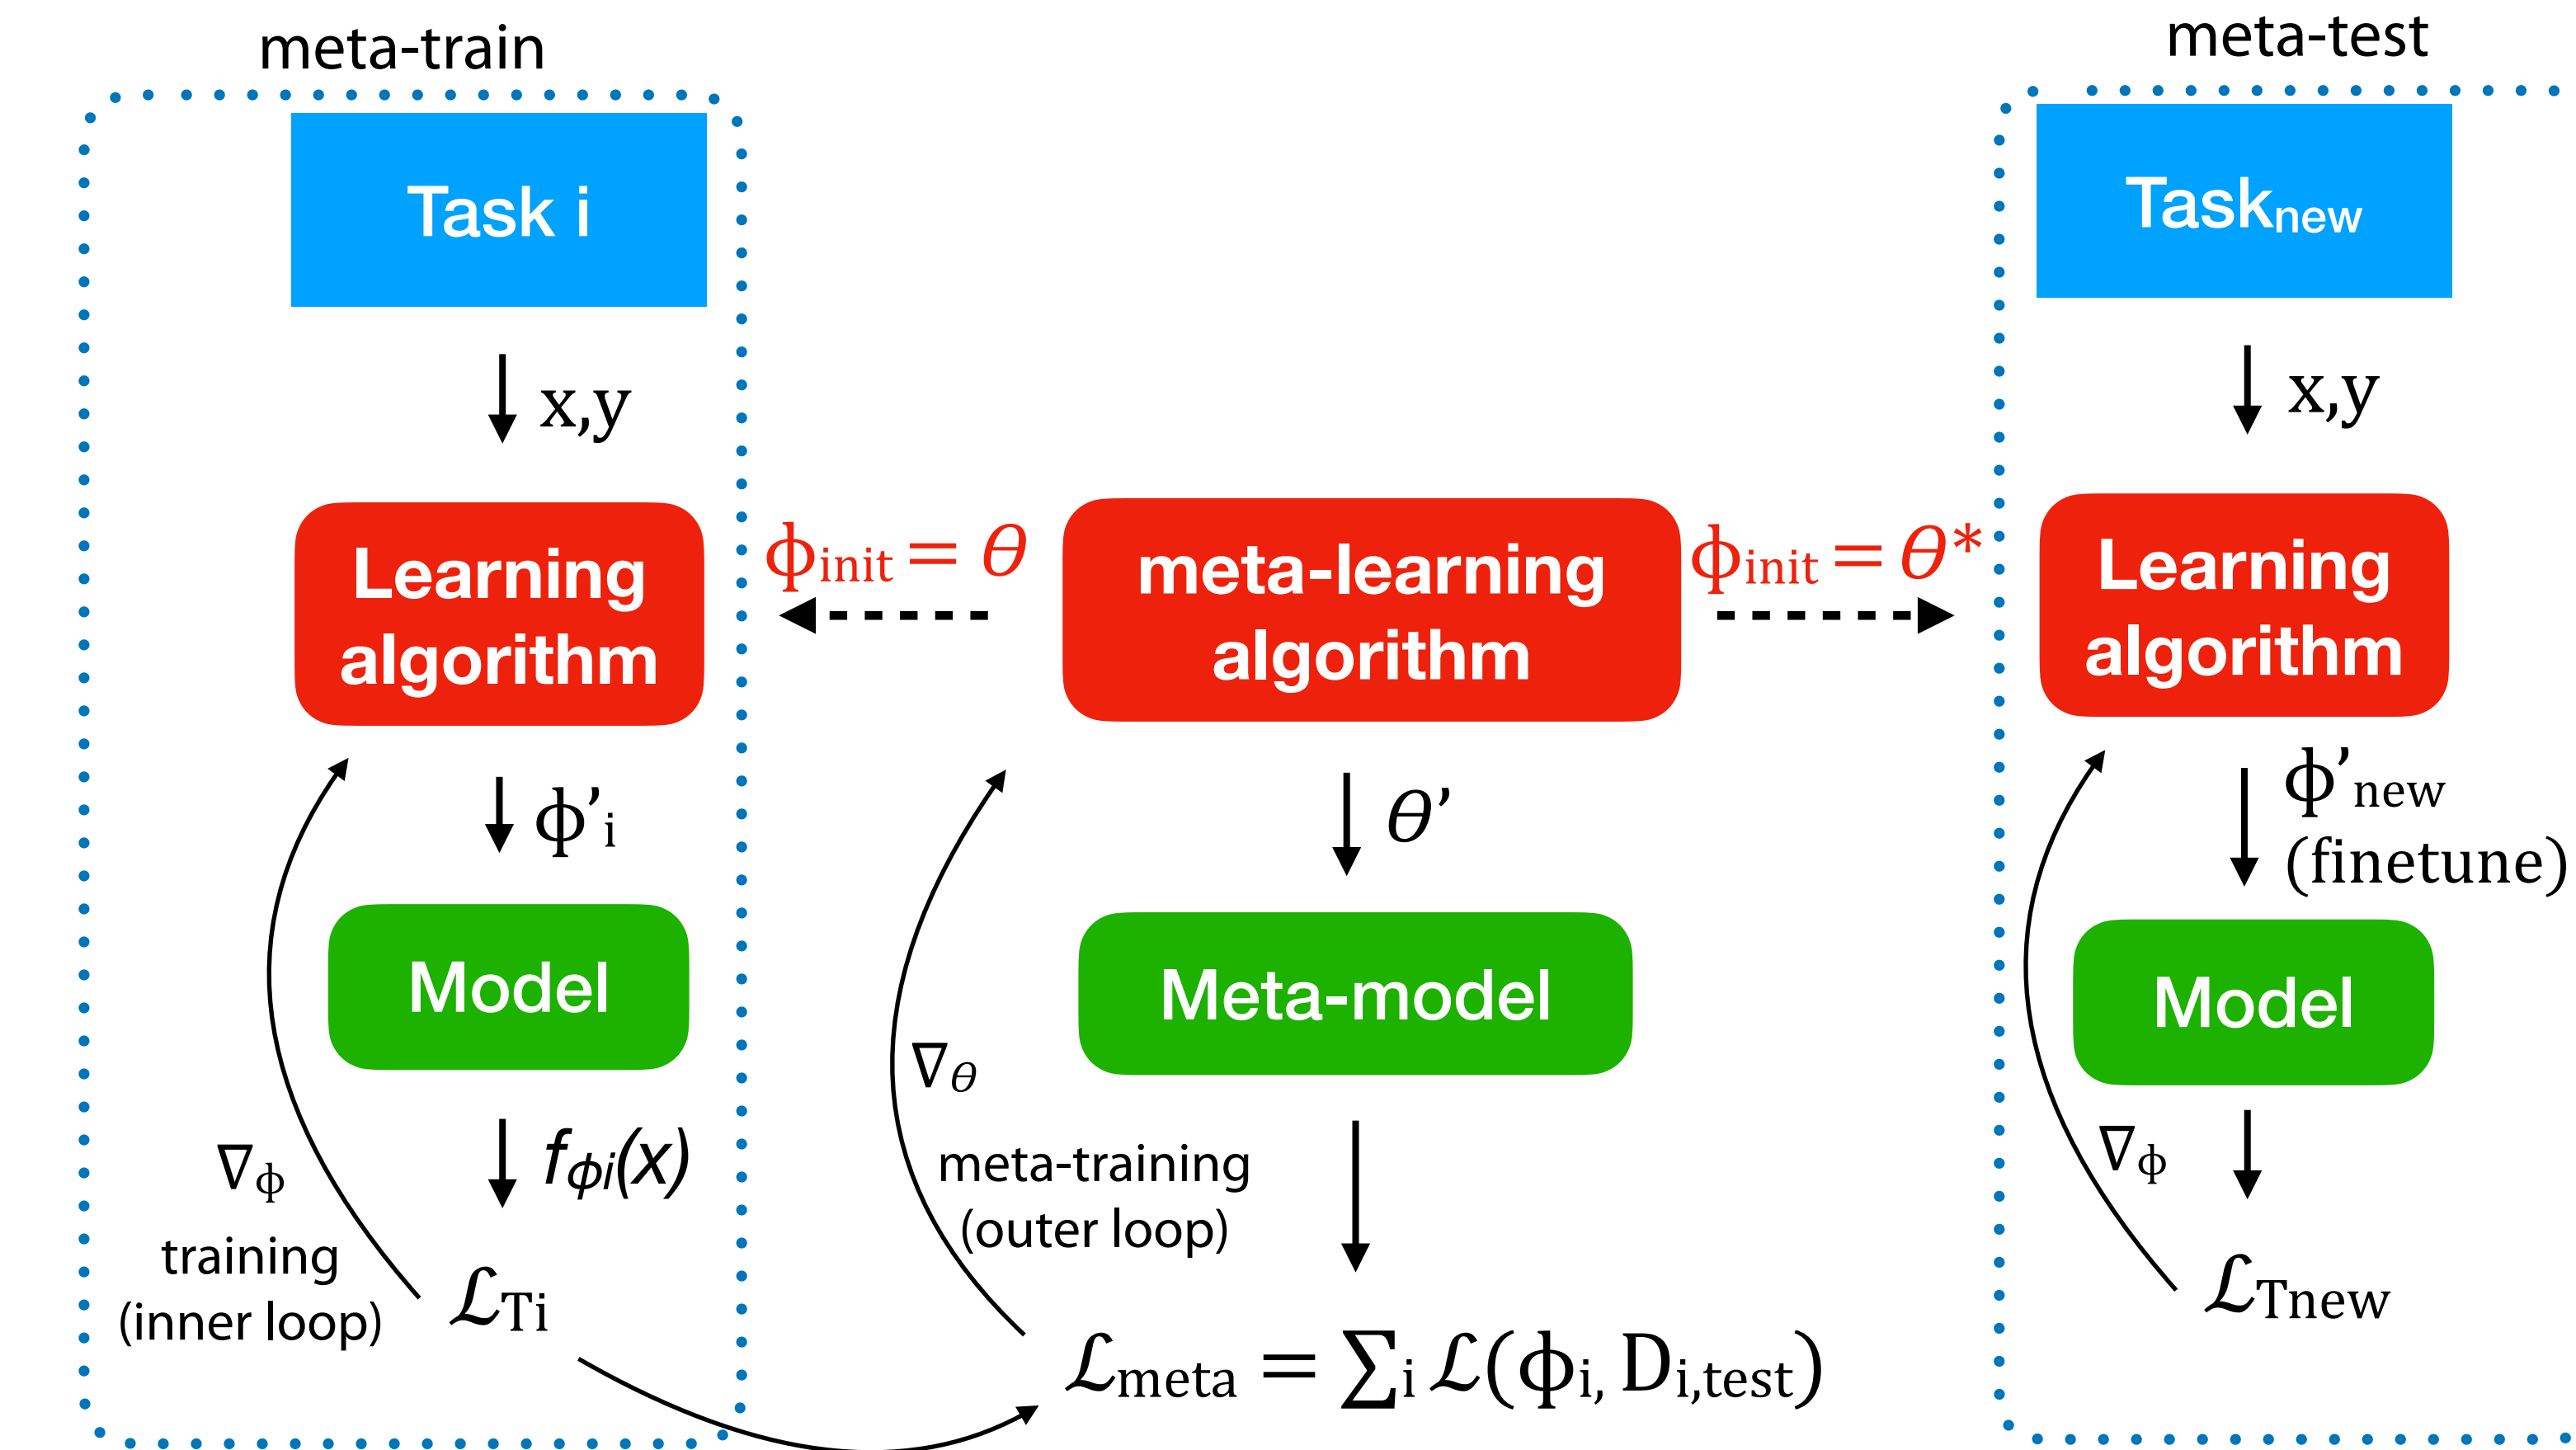 meta-train
Task i
x,y
Learning
algorithm
ϕ’i
Model
fϕi(x)
∇ϕ
training
(inner loop)
ℒTi
ϕinit = θ
meta-learning
algorithm
ϕinit = θ*
θ’
Meta-model
∇θ
meta-training
(outer loop)
ℒmeta = ∑i ℒ(ϕi, Di,test)
meta-test
Tasknew
x,y
Learning
algorithm
ϕ’new
(finetune)
Model
∇ϕ
ℒTnew